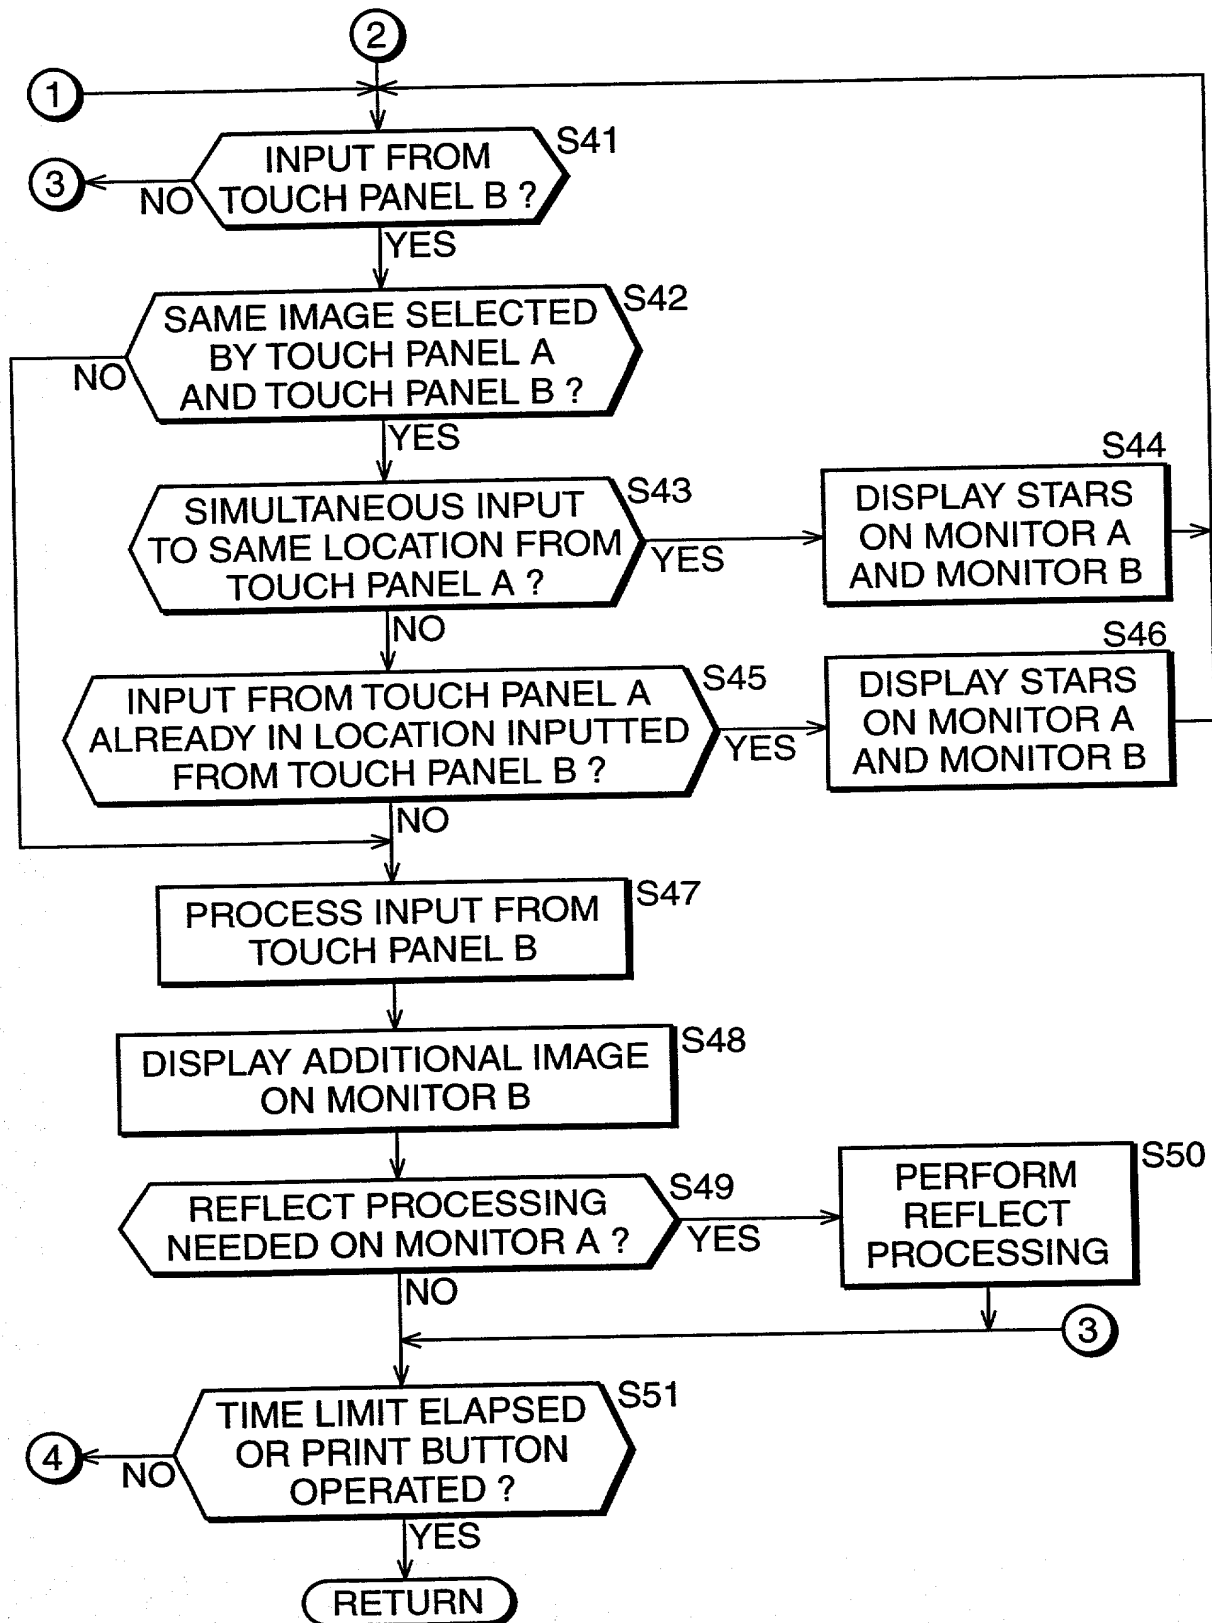 2
1
S41
INPUT FROM
TOUCH PANEL B ?
3
NO
YES
S42
SAME IMAGE SELECTED
BY TOUCH PANEL A
AND TOUCH PANEL B ?
NO
YES
S43
SIMULTANEOUS INPUT
TO SAME LOCATION FROM
TOUCH PANEL A ?
YES
S44
DISPLAY STARS
ON MONITOR A
AND MONITOR B
NO
S45
INPUT FROM TOUCH PANEL A
ALREADY IN LOCATION INPUTTED
FROM TOUCH PANEL B ?
YES
S46
DISPLAY STARS
ON MONITOR A
AND MONITOR B
NO
S47
PROCESS INPUT FROM
TOUCH PANEL B
S48
DISPLAY ADDITIONAL IMAGE
ON MONITOR B
S49
REFLECT PROCESSING
NEEDED ON MONITOR A ?
YES
S50
PERFORM
REFLECT
PROCESSING
NO
3
S51
TIME LIMIT ELAPSED
OR PRINT BUTTON
OPERATED ?
4
NO
YES
RETURN